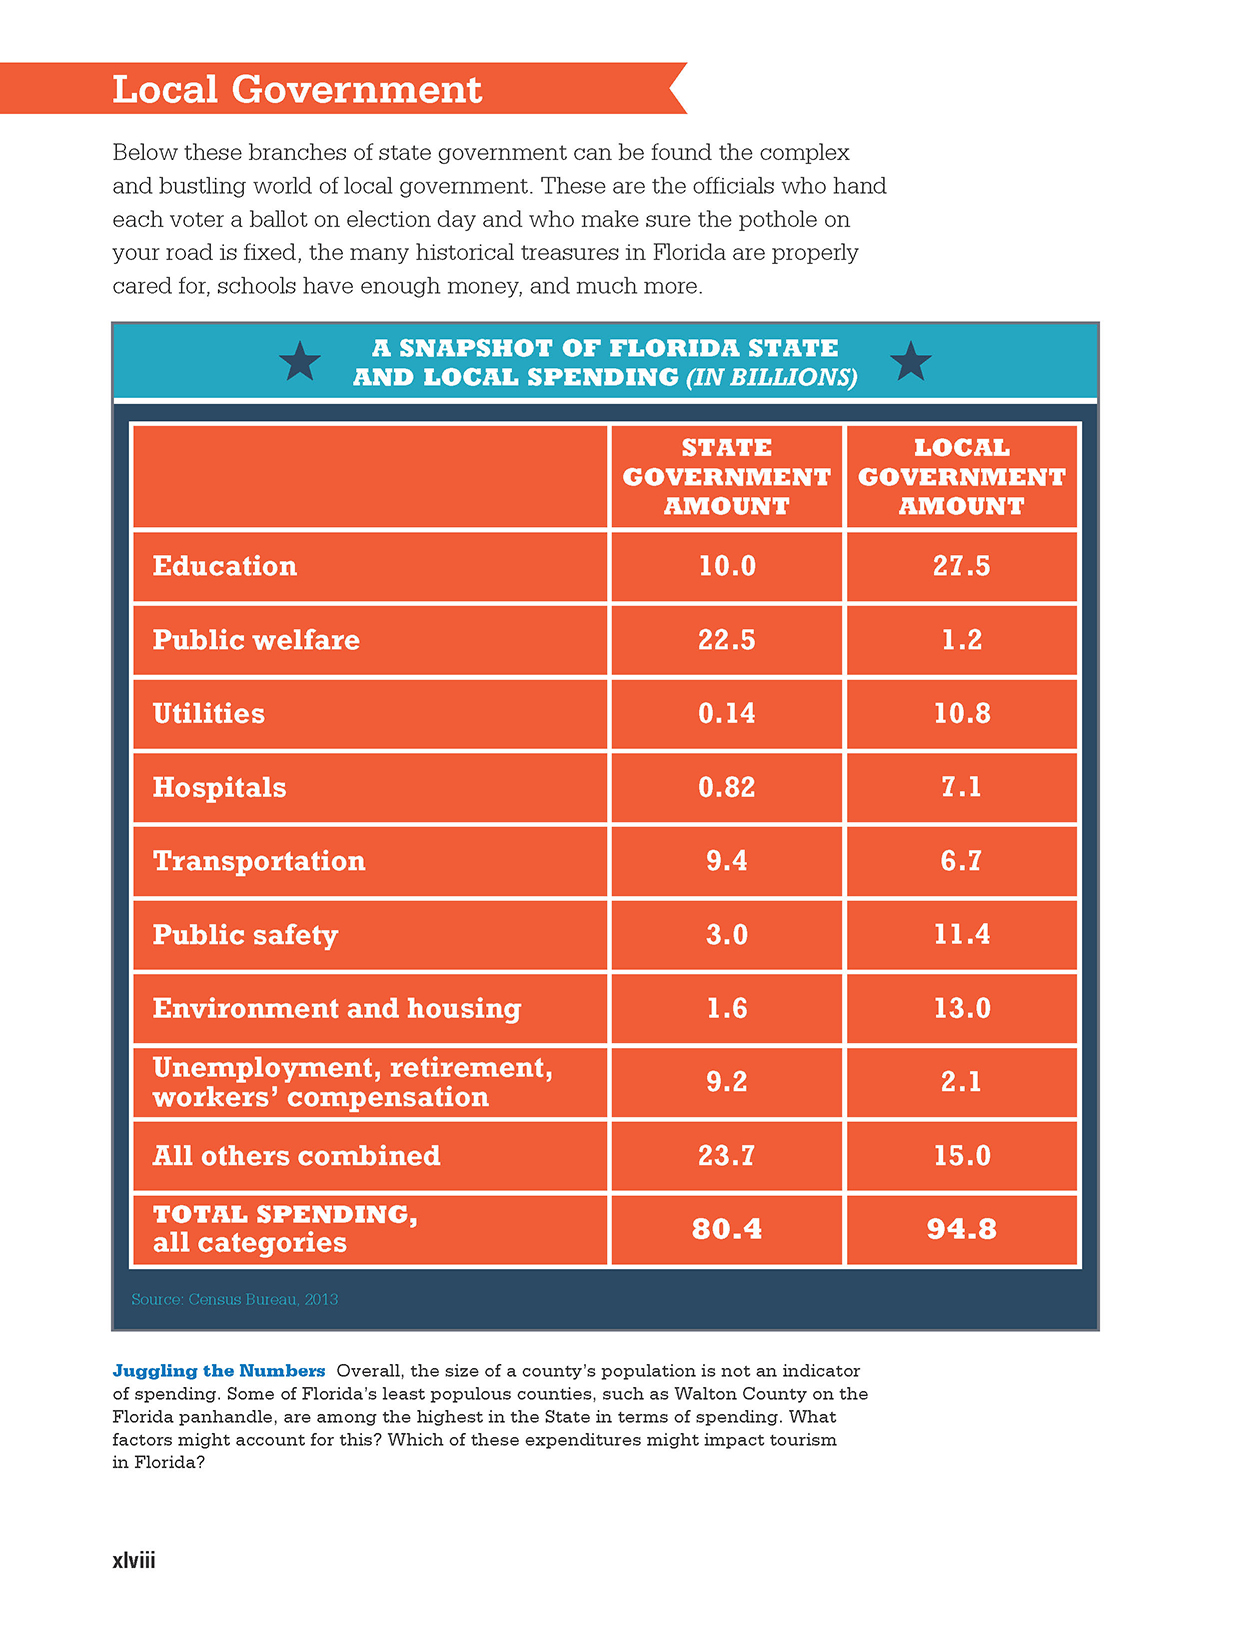 Local Government
Below these branches of state government can be found the complex
and bustling world of local government. These are the officials who hand
each voter a ballot on election day and who make sure the pothole on
your road is fixed, the many historical treasures in Florida are properly
cared for, schools have enough money, and much more.
A SNAPSHOT OF FLORIDA STATE
AND LOCAL SPENDING (IN BILLIONS)
STATE
GOVERNMENT
AMOUNT
LOCAL
GOVERNMENT
AMOUNT
Education 10.0 27.5
Public welfare 22.5 1.2
Utilities 0.14 10.8
Hospitals 0.82 7.1
Transportation 9.4 6.7
Public safety 3.0 11.4
Environment and housing 1.6 13.0
Unemployment, retirement,
workers’ compensation 9.2 2.1
All others combined 23.7 15.0
TOTAL SPENDING,
all categories 80.4 94.8
Source: Census Bureau, 2013
Juggling the Numbers Overall, the size of a county’s population is not an indicator
of spending. Some of Florida’s least populous counties, such as Walton County on the
Florida panhandle, are among the highest in the State in terms of spending. What
factors might account for this? Which of these expenditures might impact tourism
in Florida?
xlviii